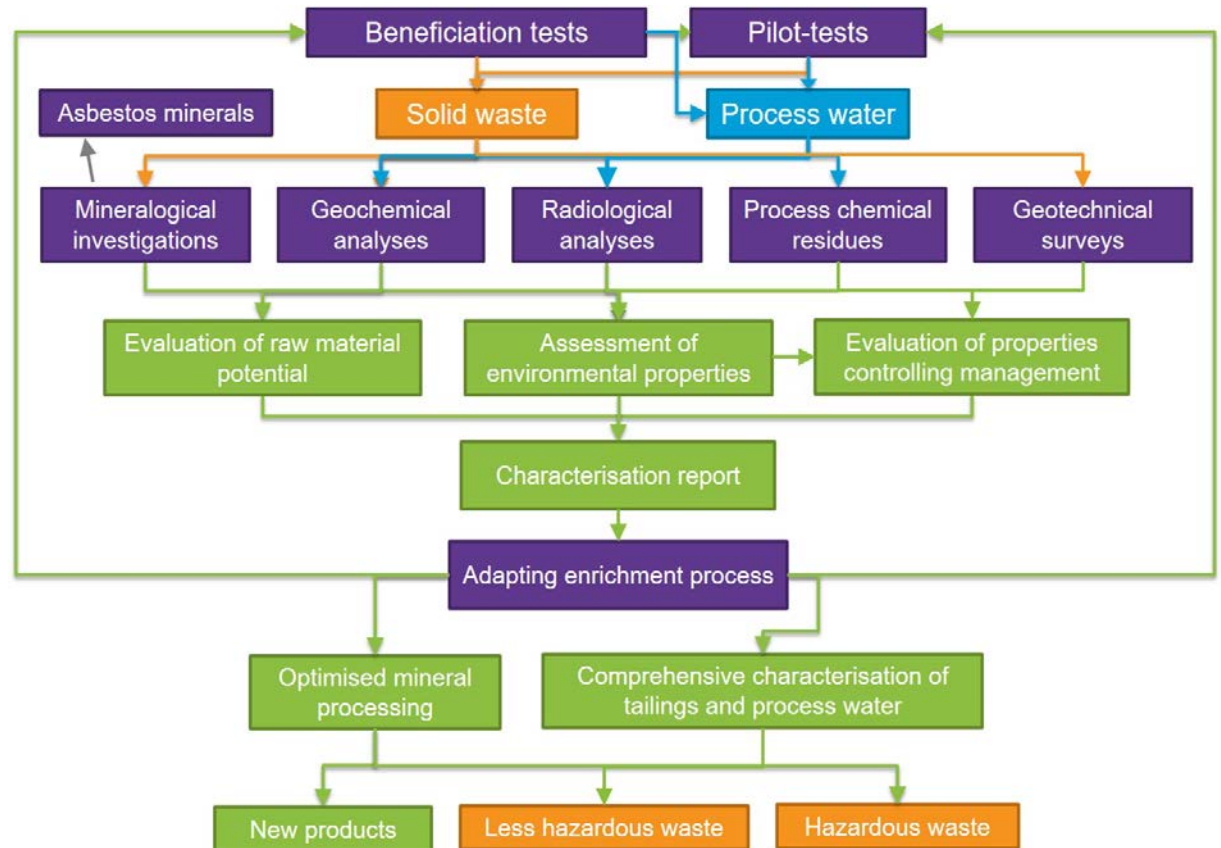 Beneficiation tests
Pilot-tests
Asbestos minerals
Solid waste
Process water
Mineralogical
investigations
Geochemical
analyses
Radiological
analyses
Process chemical
residues
Geotechnical
surveys
Evaluation of raw material
potential
Assessment of
environmental properties
Evaluation of properties
controlling management
Characterisation report
Adapting enrichment process
Optimised mineral
processing
Comprehensive characterisation of
tailings and process water
New products
Less hazardous waste
Hazardous waste